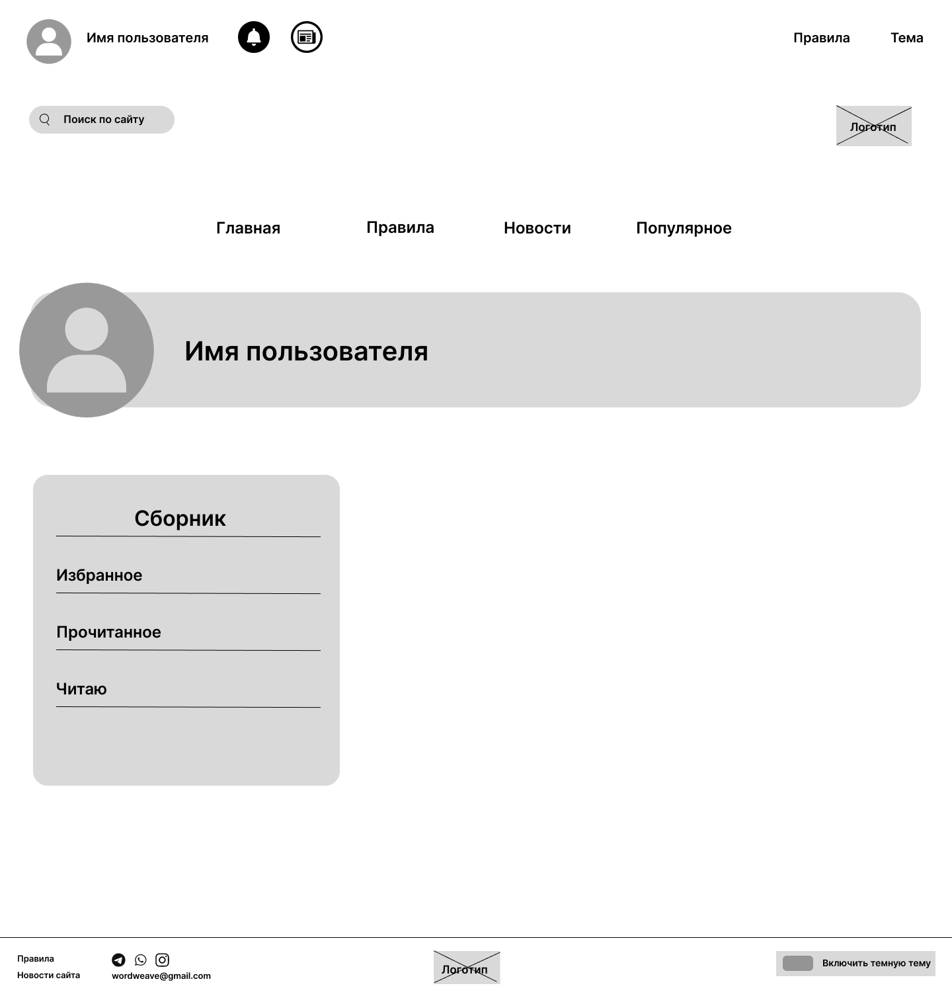 Имя пользователя
Правила
Тема
Поиск по сайту
Логотип
Главная
Правила
Новости
Популярное
Имя пользователя
Сборник
Избранное
Прочитанное
Читаю
Правила
Новости сайта
wordweave@gmail.com
Логотип
Включить темную тему